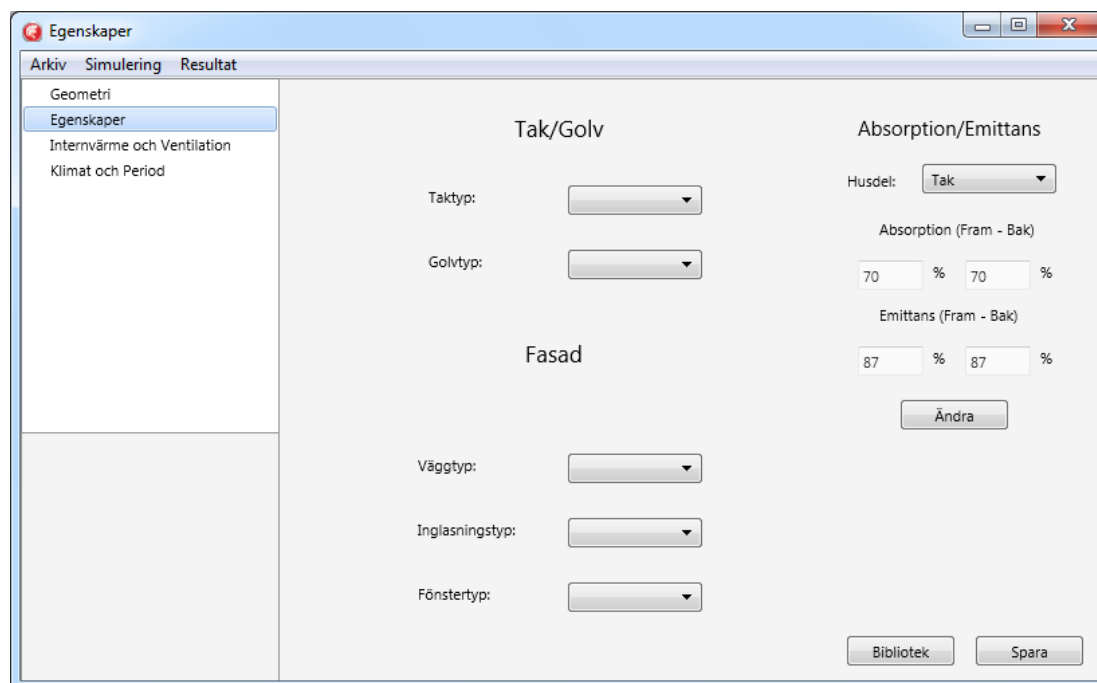 Egenskaper
Arkiv Simulering Resultat
Geometri
Egenskaper
Internvärme och Ventilation
Klimat och Period
Tak/Golv
Taktyp:
Golvtyp:
Fasad
Väggtyp:
Inglasningstyp:
Fönstertyp:
Absorption/Emittans
Husdel: Tak
Absorption (Fram - Bak)
70 % 70 %
Emittans (Fram - Bak)
87 % 87 %
Ändra
Bibliotek Spara